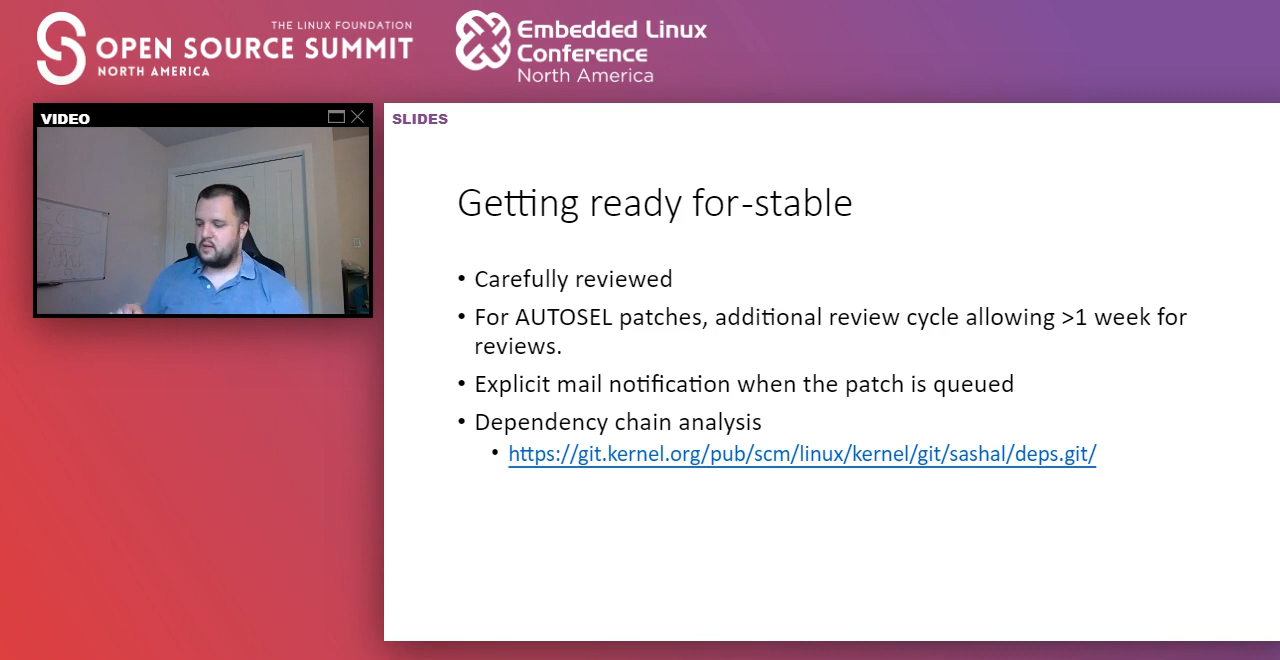 THE LINUX FOUNDATION
OPEN SOURCE SUMMIT
NORTH AMERICA
Embedded Linux
Conference
North America
VIDEO
SLIDES
Getting ready for-stable
• Carefully reviewed
• For AUTOSEL patches, additional review cycle allowing >1 week for
reviews.
• Explicit mail notification when the patch is queued
• Dependency chain analysis
• https://git.kernel.org/pub/scm/linux/kernel/git/sashal/deps.git/